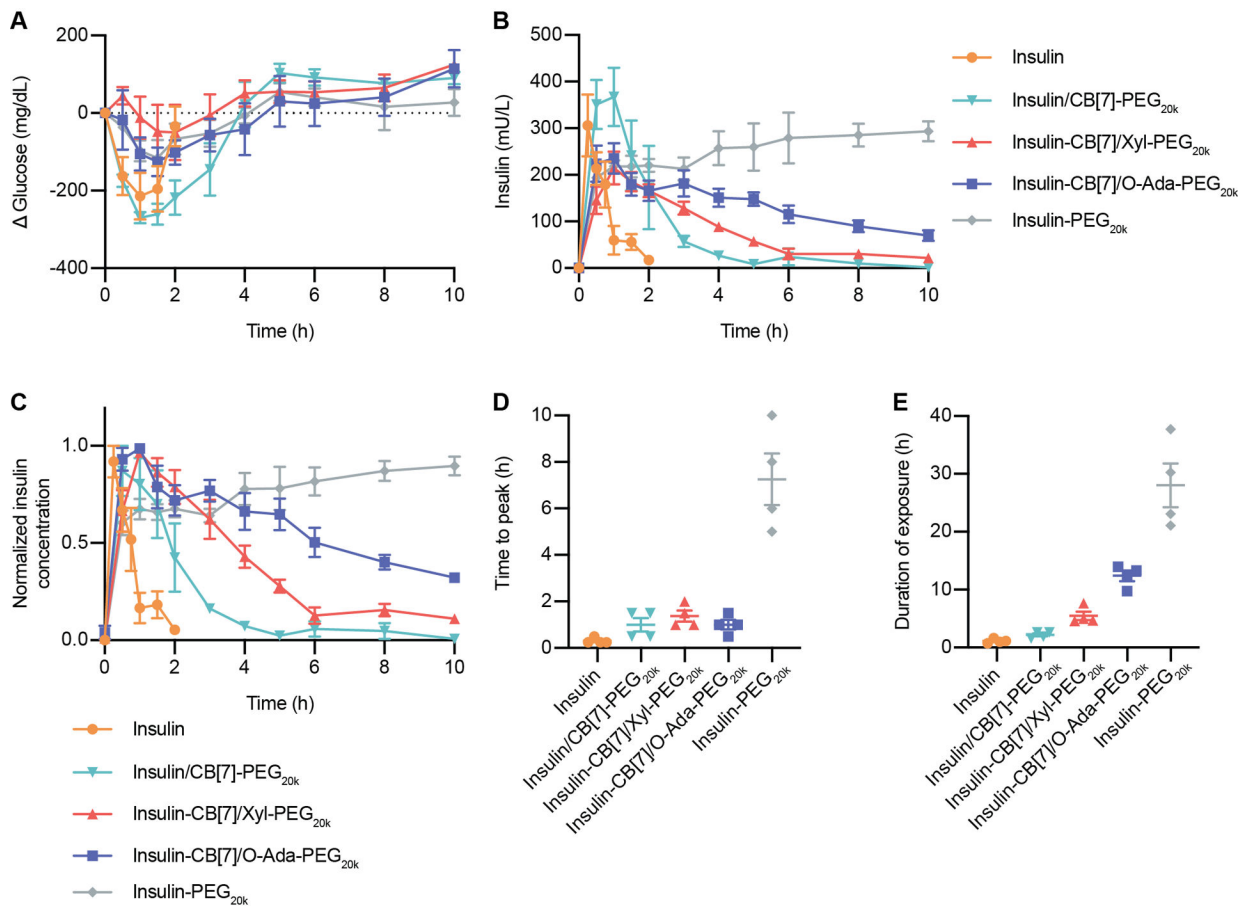 A
200
0
-200
-400
Δ Glucose (mg/dL)
0 2 4 6 8 10
Time (h)
B
500
400
300
200
100
0
Insulin (mU/L)
0 2 4 6 8 10
Time (h)
Insulin
Insulin/CB[7]-PEG20k
Insulin-CB[7]/Xyl-PEG20k
Insulin-CB[7]/O-Ada-PEG20k
Insulin-PEG20k
C
1.0
0.5
0.0
Normalized insulin
concentration
0 2 4 6 8 10
Time (h)
Insulin
Insulin/CB[7]-PEG20k
Insulin-CB[7]/Xyl-PEG20k
Insulin-CB[7]/O-Ada-PEG20k
Insulin-PEG20k
D
10
8
6
4
2
0
Time to peak (h)
Insulin
Insulin/CB[7]-PEG20k
Insulin-CB[7]/Xyl-PEG20k
Insulin-CB[7]/O-Ada-PEG20k
Insulin-PEG20k
E
40
30
20
10
0
Duration of exposure (h)
Insulin
Insulin/CB[7]-PEG20k
Insulin-CB[7]/Xyl-PEG20k
Insulin-CB[7]/O-Ada-PEG20k
Insulin-PEG20k